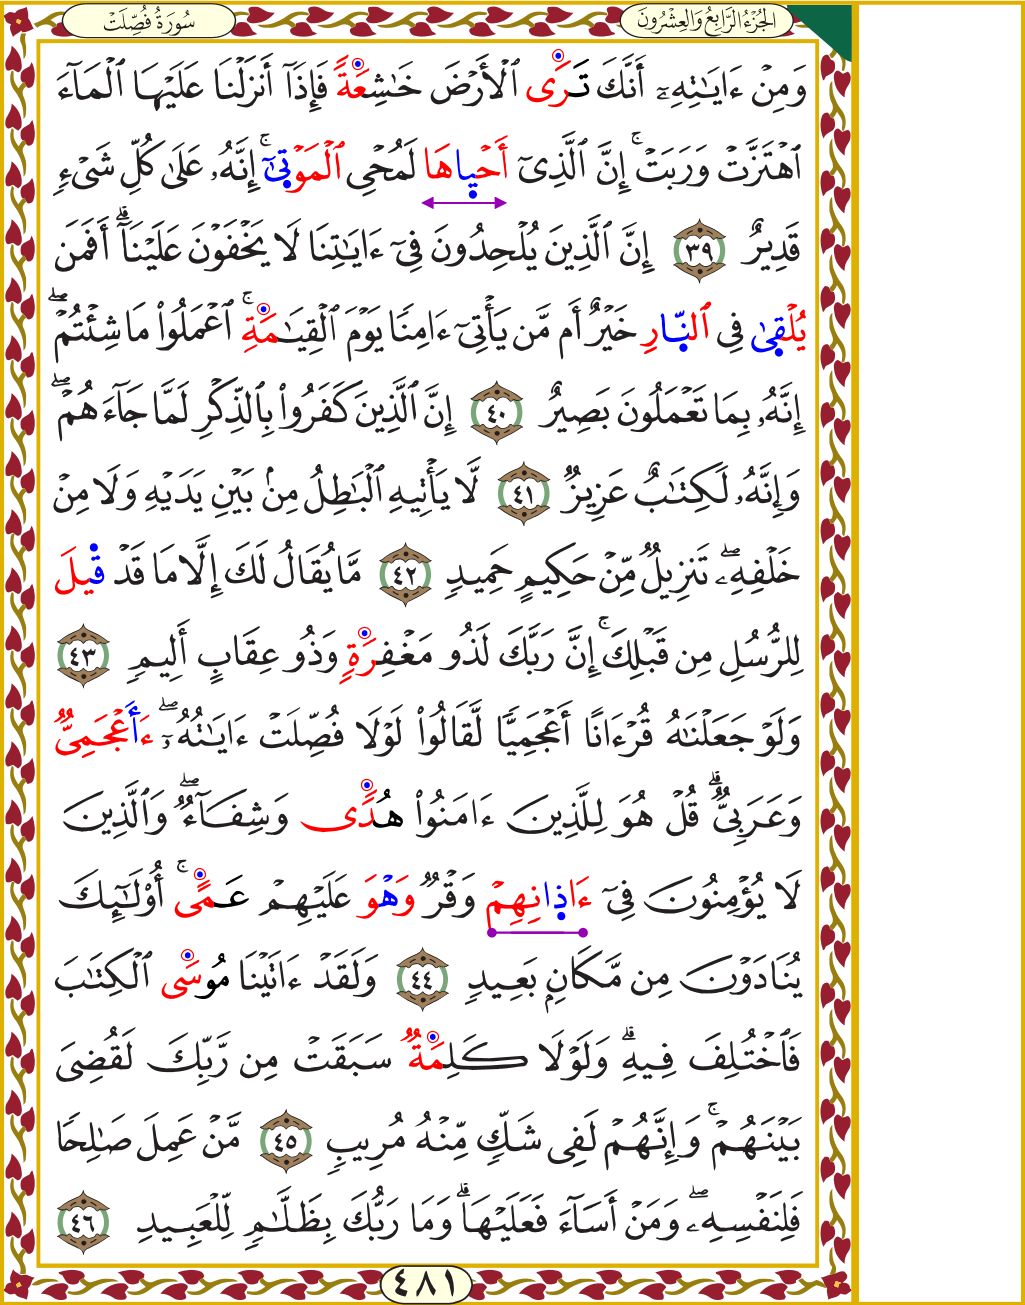 سُورَةُ فُصِّلَتْ
الجُزْءُ الرَّابِعُ وَالعِشْرُونَ
وَمِنْ ءَايَـٰتِهِۦٓ أَنَّكَ تَرَى ٱلْأَرْضَ خَـٰشِعَةً فَإِذَآ أَنزَلْنَا عَلَيْهَا ٱلْمَآءَ
ٱهْتَزَّتْ وَرَبَتْ ۚ إِنَّ ٱلَّذِىٓ أَحْيَاهَا لَمُحْىِ ٱلْمَوْتَىٰٓ ۚ إِنَّهُۥ عَلَىٰ كُلِّ شَىْءٍ
قَدِيرٌ ٣٩ إِنَّ ٱلَّذِينَ يُلْحِدُونَ فِىٓ ءَايَـٰتِنَا لَا يَخْفَوْنَ عَلَيْنَآ ۗ أَفَمَن
يُلْقَىٰ فِى ٱلنَّارِ خَيْرٌ أَم مَّن يَأْتِىٓ ءَامِنًا يَوْمَ ٱلْقِيَـٰمَةِ ۚ ٱعْمَلُوا۟ مَا شِئْتُمْ ۖ
إِنَّهُۥ بِمَا تَعْمَلُونَ بَصِيرٌ ٤٠ إِنَّ ٱلَّذِينَ كَفَرُوا۟ بِٱلذِّكْرِ لَمَّا جَآءَهُمْ ۖ
وَإِنَّهُۥ لَكِتَـٰبٌ عَزِيزٌ ٤١ لَّا يَأْتِيهِ ٱلْبَـٰطِلُ مِنۢ بَيْنِ يَدَيْهِ وَلَا مِنْ
خَلْفِهِۦ ۖ تَنزِيلٌ مِّنْ حَكِيمٍ حَمِيدٍ ٤٢ مَّا يُقَالُ لَكَ إِلَّا مَا قَدْ قِيلَ
لِلرُّسُلِ مِن قَبْلِكَ ۚ إِنَّ رَبَّكَ لَذُو مَغْفِرَةٍ وَذُو عِقَابٍ أَلِيمٍ ٤٣
وَلَوْ جَعَلْنَـٰهُ قُرْءَانًا أَعْجَمِيًّا لَّقَالُوا۟ لَوْلَا فُصِّلَتْ ءَايَـٰتُهُۥٓ ۖ ءَأَعْجَمِىٌّ
وَعَرَبِىٌّ ۗ قُلْ هُوَ لِلَّذِينَ ءَامَنُوا۟ هُدًى وَشِفَآءٌ ۖ وَٱلَّذِينَ
لَا يُؤْمِنُونَ فِىٓ ءَاذَانِهِمْ وَقْرٌ وَهْوَ عَلَيْهِمْ عَمًى ۚ أُو۟لَـٰٓئِكَ
يُنَادَوْنَ مِن مَّكَانٍۭ بَعِيدٍ ٤٤ وَلَقَدْ ءَاتَيْنَا مُوسَى ٱلْكِتَـٰبَ
فَٱخْتُلِفَ فِيهِ ۗ وَلَوْلَا كَلِمَةٌ سَبَقَتْ مِن رَّبِّكَ لَقُضِىَ
بَيْنَهُمْ ۚ وَإِنَّهُمْ لَفِى شَكٍّ مِّنْهُ مُرِيبٍ ٤٥ مَّنْ عَمِلَ صَـٰلِحًا
فَلِنَفْسِهِۦ ۖ وَمَنْ أَسَآءَ فَعَلَيْهَا ۗ وَمَا رَبُّكَ بِظَلَّـٰمٍ لِّلْعَبِيدِ ٤٦
٤٨١